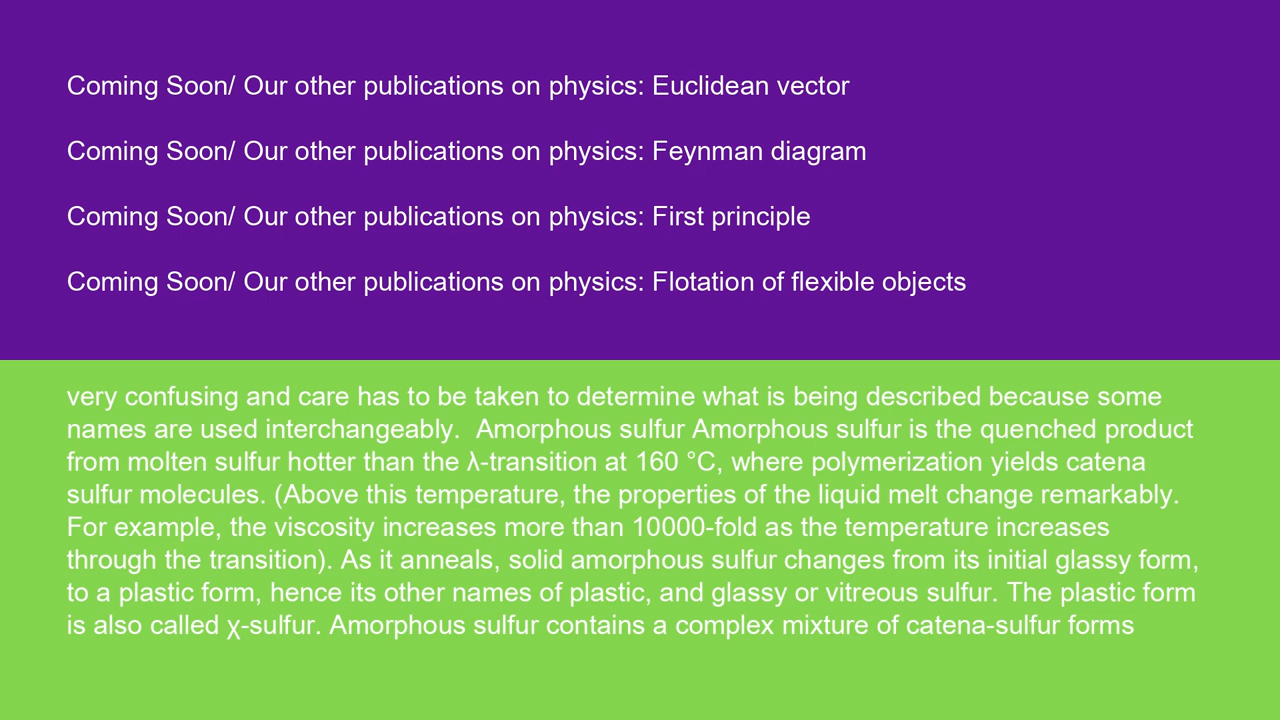 Coming Soon/ Our other publications on physics: Euclidean vector
Coming Soon/ Our other publications on physics: Feynman diagram
Coming Soon/ Our other publications on physics: First principle
Coming Soon/ Our other publications on physics: Flotation of flexible objects
very confusing and care has to be taken to determine what is being described because some
names are used interchangeably.  Amorphous sulfur Amorphous sulfur is the quenched product
from molten sulfur hotter than the λ-transition at 160 °C, where polymerization yields catena
sulfur molecules. (Above this temperature, the properties of the liquid melt change remarkably.
For example, the viscosity increases more than 10000-fold as the temperature increases
through the transition). As it anneals, solid amorphous sulfur changes from its initial glassy form,
to a plastic form, hence its other names of plastic, and glassy or vitreous sulfur. The plastic form
is also called χ-sulfur. Amorphous sulfur contains a complex mixture of catena-sulfur forms